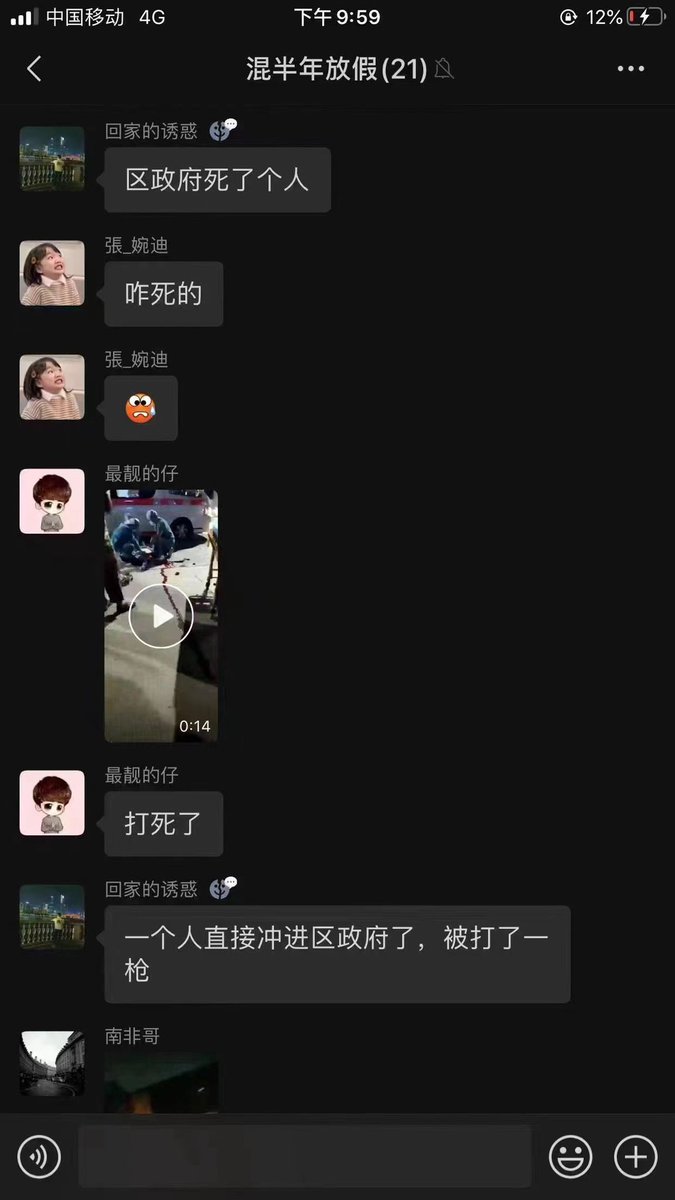 中国移动 4G 下午9:59 12%
混半年放假(21)
回家的诱惑
区政府死了个人
張_婉迪
咋死的
張_婉迪
最靓的仔
0:14
最靓的仔
打死了
回家的诱惑
一个人直接冲进区政府了，被打了一
枪
南非哥